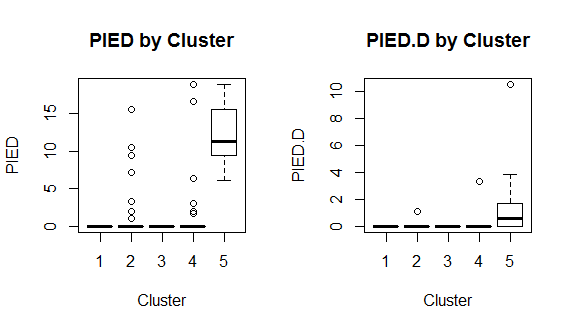 PIED by Cluster
PIED
15
10
5
0
1 2 3 4 5
Cluster
PIED.D by Cluster
PIED.D
10
8
6
4
2
0
1 2 3 4 5
Cluster